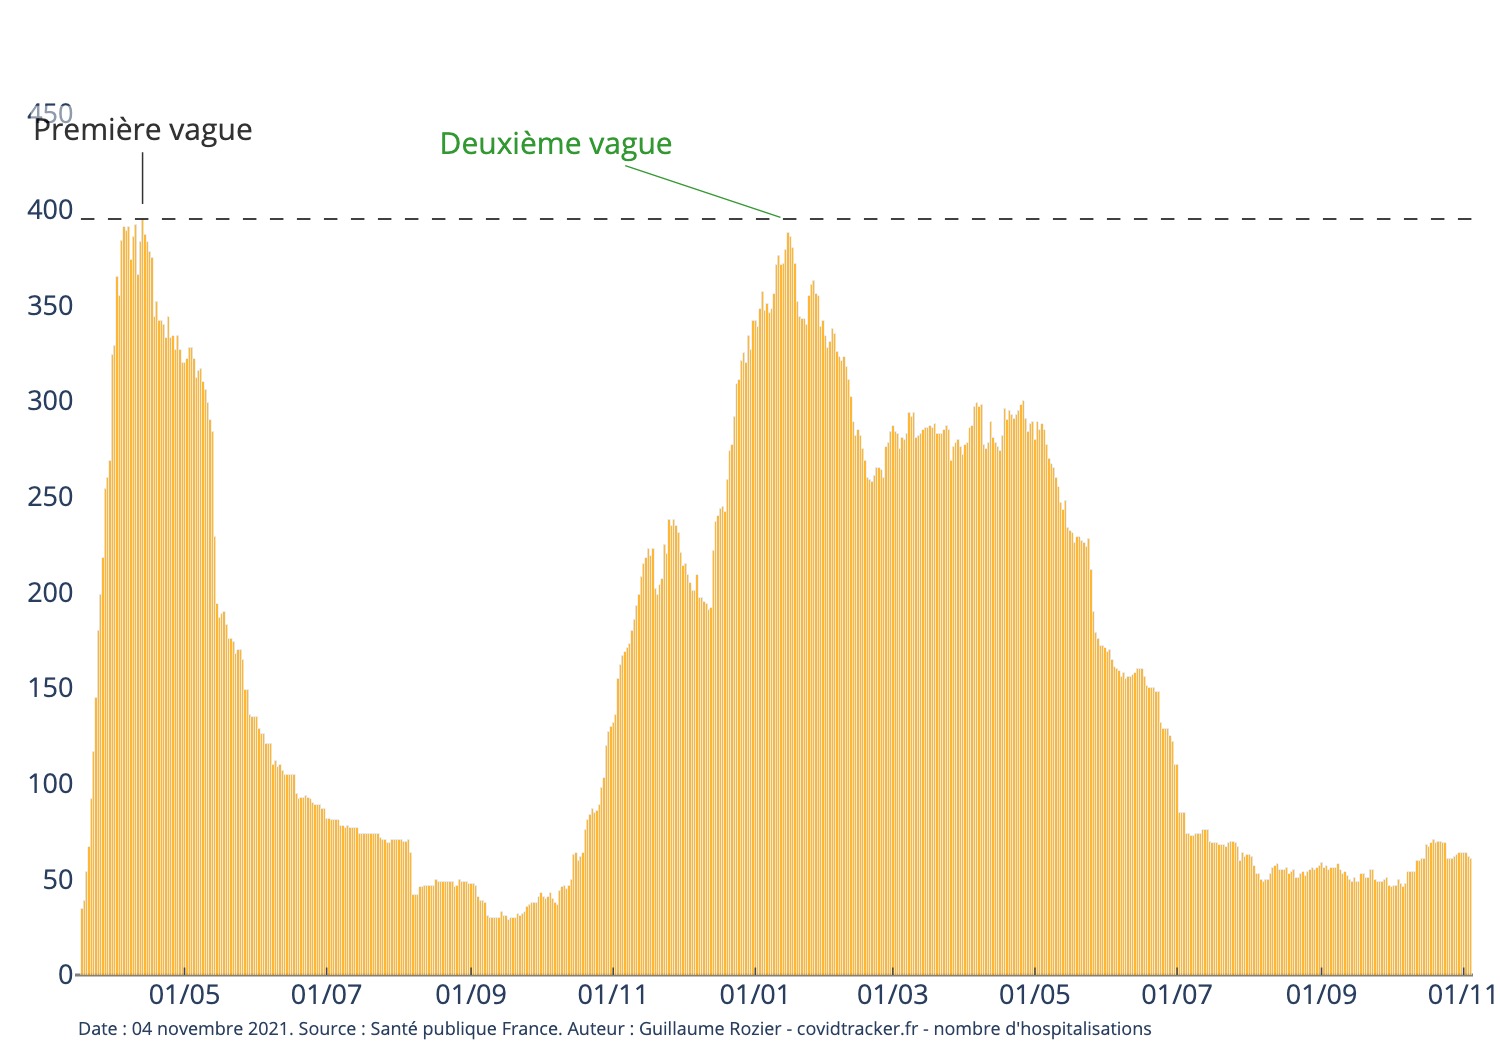 450
Première vague
Deuxième vague
400
350
300
250
200
150
100
50
0
01/05 01/07 01/09 01/11 01/01 01/03 01/05 01/07 01/09 01/11
Date : 04 novembre 2021. Source : Santé publique France. Auteur : Guillaume Rozier - covidtracker.fr - nombre d'hospitalisations